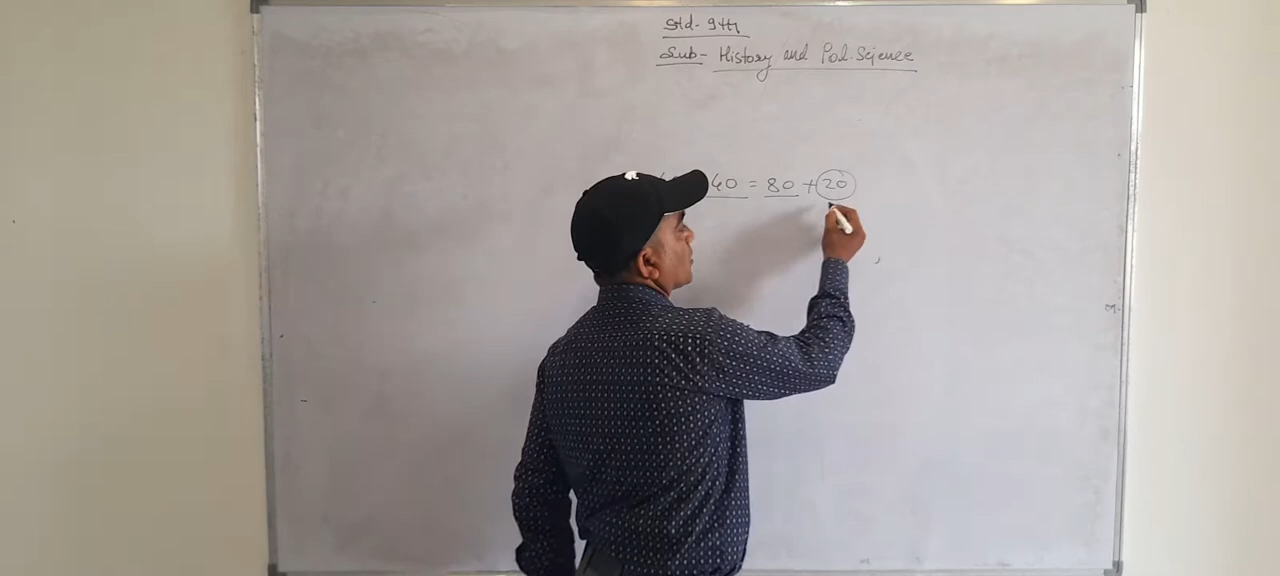 Std- 9th
Sub- History and Pol. Science
40 = 80 + 20